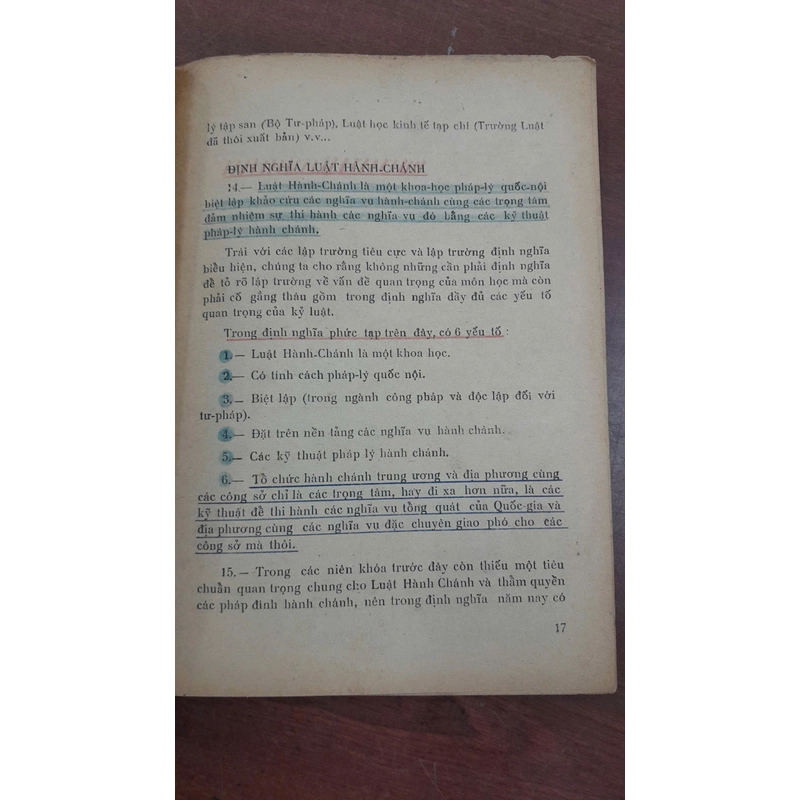 lý tập san (Bộ Tư-pháp), Luật học kinh tế tạp chí (Trường Luật
đã thôi xuất bản) v.v...
ĐỊNH NGHĨA LUẬT HÀNH-CHÁNH
14.— Luật Hành-Chánh là một khoa-học pháp-lý quốc-nội
biệt lập khảo cứu các nghĩa vụ hành-chánh cùng các trọng tâm
đảm nhiệm sự thi hành các nghĩa vụ đó bằng các kỹ thuật
pháp-lý hành chánh.
Trái với các lập trường tiêu cực và lập trường định nghĩa
biểu hiện, chúng ta cho rằng không những cần phải định nghĩa
để tỏ rõ lập trường về vấn đề quan trọng của môn học mà còn
phải cố gắng thâu gồm trong định nghĩa đầy đủ các yếu tố
quan trọng của kỷ luật.
Trong định nghĩa phức tạp trên đây, có 6 yếu tố :
1.— Luật Hành-Chánh là một khoa học.
2.— Có tính cách pháp-lý quốc nội.
3.— Biệt lập (trong ngành công pháp và độc lập đối với
tư-pháp).
4.— Đặt trên nền tảng các nghĩa vụ hành chánh.
5.— Các kỹ thuật pháp lý hành chánh.
6.— Tổ chức hành chánh trung ương và địa phương cùng
các công sở chỉ là các trọng tâm, hay đi xa hơn nữa, là các
kỹ thuật để thi hành các nghĩa vụ tổng quát của Quốc-gia và
địa phương cùng các nghĩa vụ đặc chuyên giao phó cho các
công sở mà thôi.
15.— Trong các niên khóa trước đây còn thiếu một tiêu
chuẩn quan trọng chung cho Luật Hành Chánh và thẩm quyền
các pháp đình hành chánh, nên trong định nghĩa năm nay có
17